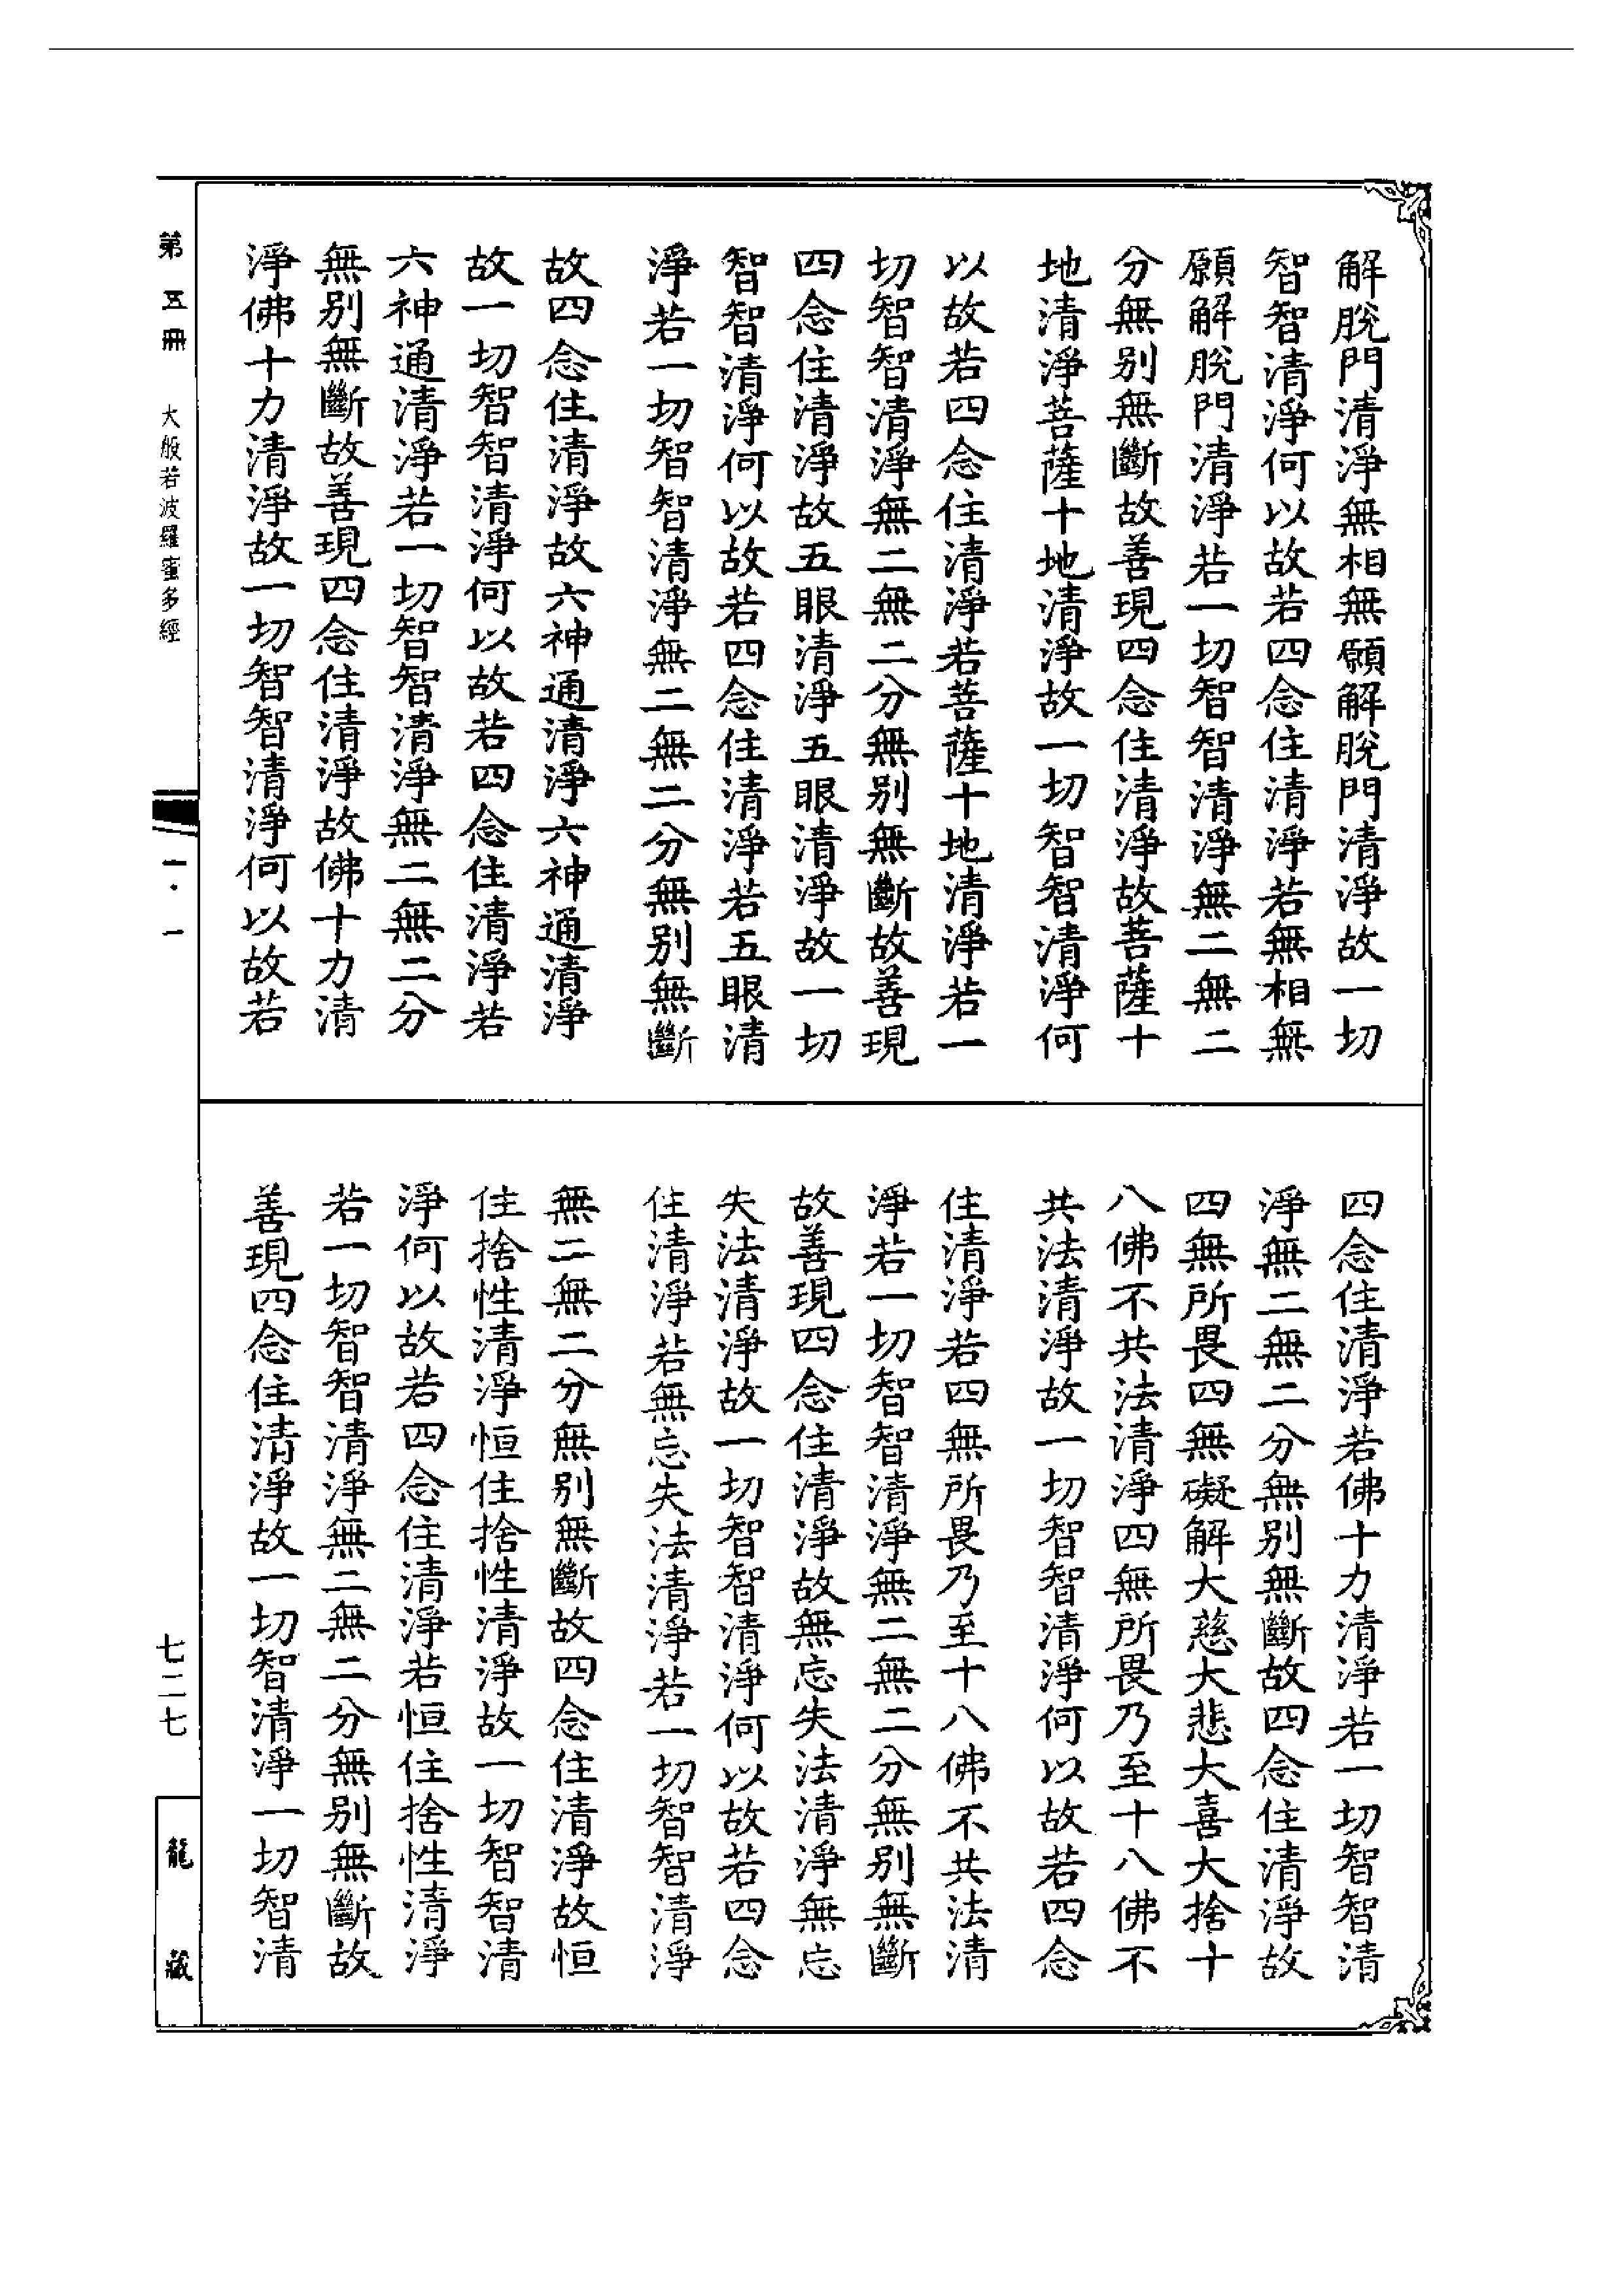 解脫門清淨無相無願解脫門清淨故一切
智智清淨何以故若四念住清淨若無相無
願解脫門清淨若一切智智清淨無二無二
分無別無斷故善現四念住清淨故菩薩十
地清淨菩薩十地清淨故一切智智清淨何
以故若四念住清淨若菩薩十地清淨若一
切智智清淨無二無二分無別無斷故善現
四念住清淨故五眼清淨五眼清淨故一切
智智清淨何以故若四念住清淨若五眼清
淨若一切智智清淨無二無二分無別無斷
故四念住清淨故六神通清淨六神通清淨
故一切智智清淨何以故若四念住清淨若
六神通清淨若一切智智清淨無二無二分
無別無斷故善現四念住清淨故佛十力清
淨佛十力清淨故一切智智清淨何以故若
四念住清淨若佛十力清淨若一切智智清
淨無二無二分無別無斷故四念住清淨故
四無所畏四無礙解大慈大悲大喜大捨十
八佛不共法清淨四無所畏乃至十八佛不
共法清淨故一切智智清淨何以故若四念
住清淨若四無所畏乃至十八佛不共法清
淨若一切智智清淨無二無二分無別無斷
故善現四念住清淨故無忘失法清淨無忘
失法清淨故一切智智清淨何以故若四念
住清淨若無忘失法清淨若一切智智清淨
無二無二分無別無斷故四念住清淨故恒
住捨性清淨恒住捨性清淨故一切智智清
淨何以故若四念住清淨若恒住捨性清淨
若一切智智清淨無二無二分無別無斷故
善現四念住清淨故一切智清淨一切智清
第五冊 大般若波羅蜜多經
一·一
七二七
龍藏